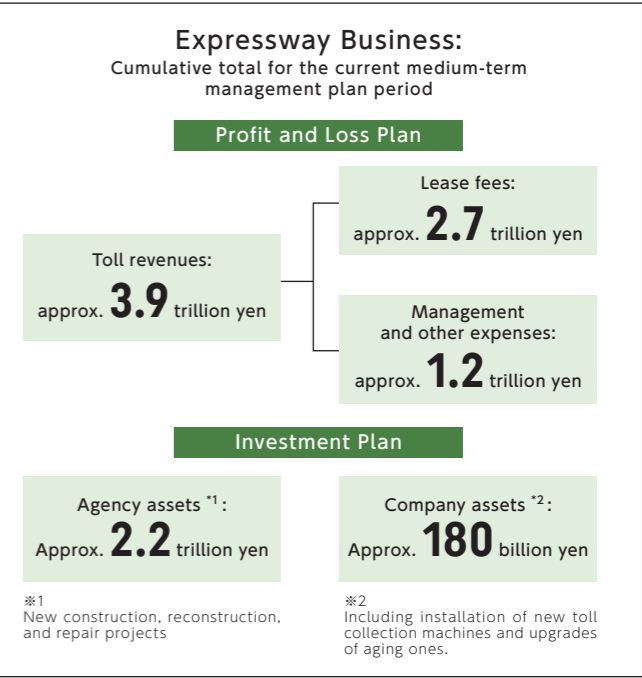 Expressway Business:
Cumulative total for the current medium-term
management plan period
Profit and Loss Plan
Toll revenues:
approx. 3.9 trillion yen
Lease fees:
approx. 2.7 trillion yen
Management
and other expenses:
approx. 1.2 trillion yen
Investment Plan
Agency assets *1 :
Approx. 2.2 trillion yen
※1
New construction, reconstruction,
and repair projects
Company assets *2 :
Approx. 180 billion yen
※2
Including installation of new toll
collection machines and upgrades
of aging ones.